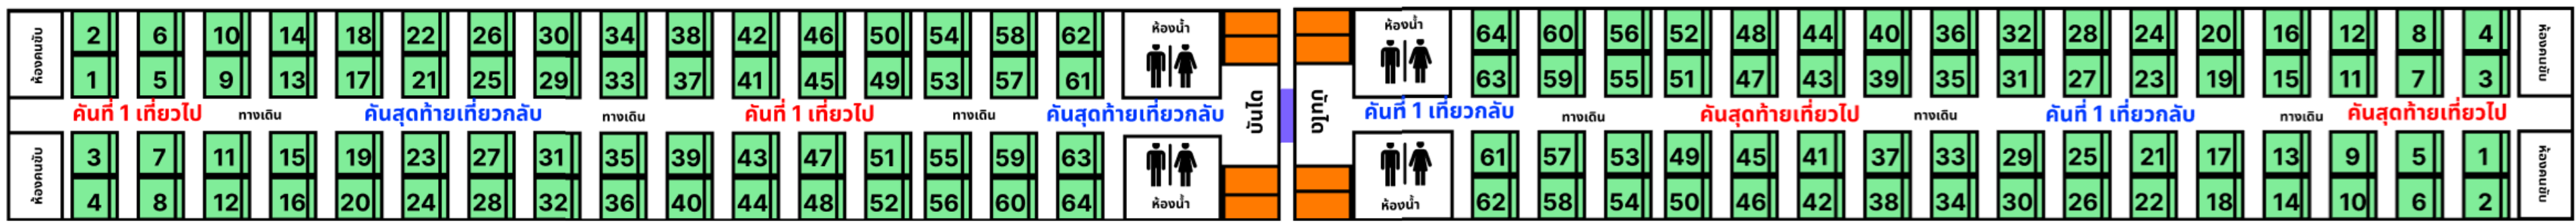 ห้องคนขับ 2 6 10 14 18 22 26 30 34 38 42 46 50 54 58 62 ห้องน้ำ
1 5 9 13 17 21 25 29 33 37 41 45 49 53 57 61
คันที่ 1 เที่ยวไป ทางเดิน คันสุดท้ายเที่ยวกลับ ทางเดิน คันที่ 1 เที่ยวไป ทางเดิน คันสุดท้ายเที่ยวกลับ บันได
ห้องคนขับ 3 7 11 15 19 23 27 31 35 39 43 47 51 55 59 63
4 8 12 16 20 24 28 32 36 40 44 48 52 56 60 64 ห้องน้ำ
ห้องน้ำ 64 60 56 52 48 44 40 36 32 28 24 20 16 12 8 4 ห้องคนขับ
63 59 55 51 47 43 39 35 31 27 23 19 15 11 7 3
บันได คันที่ 1 เที่ยวกลับ ทางเดิน คันสุดท้ายเที่ยวไป ทางเดิน คันที่ 1 เที่ยวกลับ ทางเดิน คันสุดท้ายเที่ยวไป
61 57 53 49 45 41 37 33 29 25 21 17 13 9 5 1 ห้องคนขับ
ห้องน้ำ 62 58 54 50 46 42 38 34 30 26 22 18 14 10 6 2